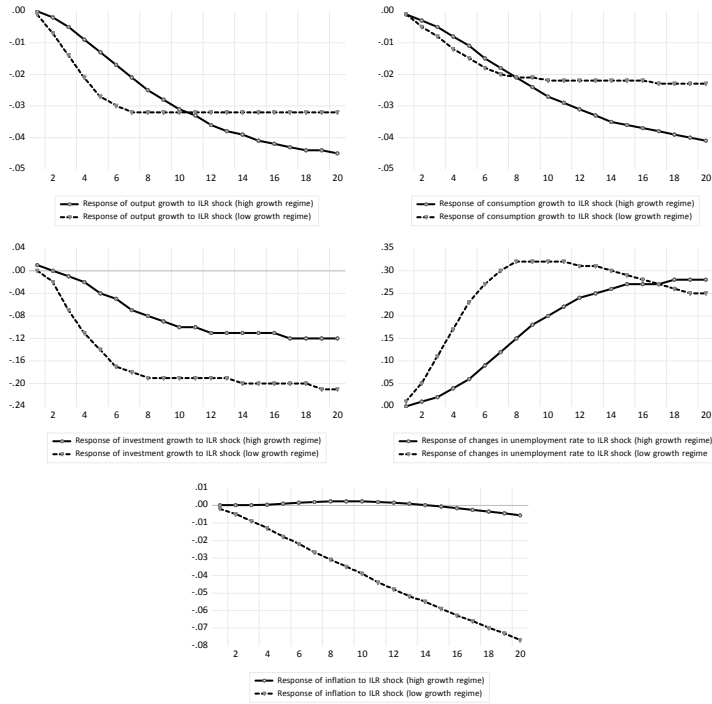 .00
-.01
-.02
-.03
-.04
-.05
2 4 6 8 10 12 14 16 18 20
Response of output growth to ILR shock (high growth regime)
Response of output growth to ILR shock (low growth regime)
.00
-.01
-.02
-.03
-.04
-.05
2 4 6 8 10 12 14 16 18 20
Response of consumption growth to ILR shock (high growth regime)
Response of consumption growth to ILR shock (low growth regime)
.04
.00
-.04
-.08
-.12
-.16
-.20
-.24
2 4 6 8 10 12 14 16 18 20
Response of investment growth to ILR shock (high growth regime)
Response of investment growth to ILR shock (low growth regime)
.35
.30
.25
.20
.15
.10
.05
.00
2 4 6 8 10 12 14 16 18 20
Response of changes in unemployment rate to ILR shock (high growth regime)
Response of changes in unemployment rate to ILR shock (low growth regime
.01
.00
-.01
-.02
-.03
-.04
-.05
-.06
-.07
-.08
2 4 6 8 10 12 14 16 18 20
Response of inflation to ILR shock (high growth regime)
Response of inflation to ILR shock (low growth regime)